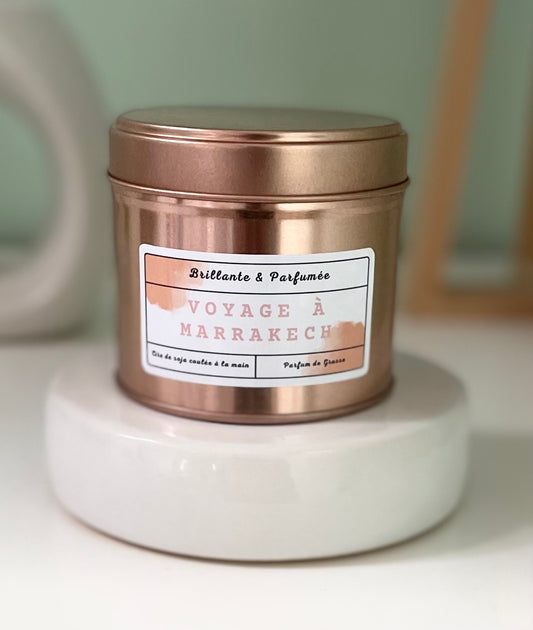 Brillante & Parfumée
VOYAGE À
MARRAKECH
Cire de soja coulée à la main
Parfum de Grasse